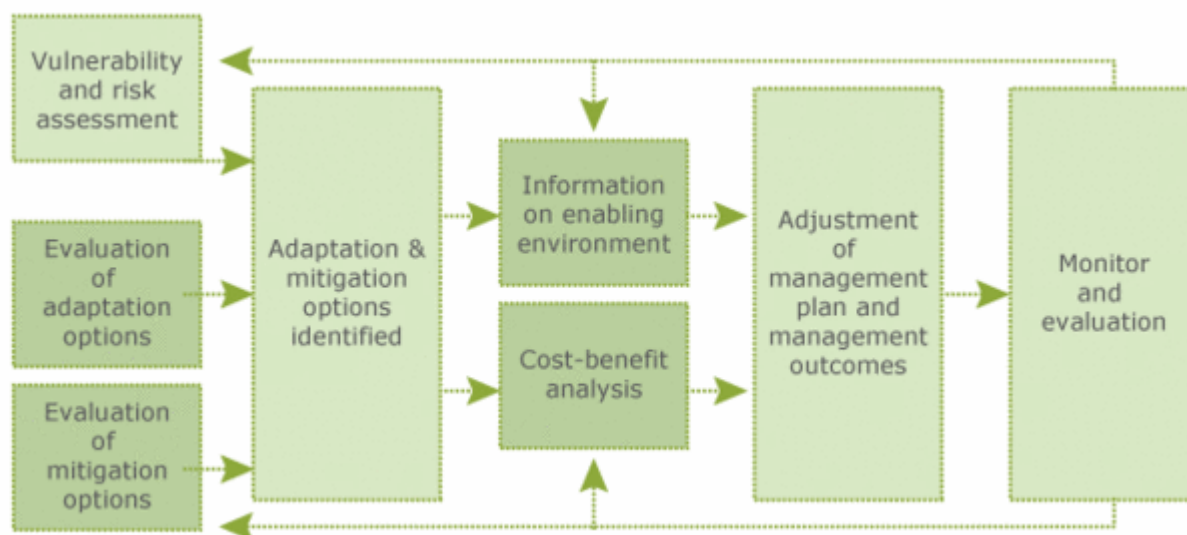 Vulnerability
and risk
assessment
Evaluation
of
adaptation
options
Evaluation
of
mitigation
options
Adaptation &
mitigation
options
identified
Information
on enabling
environment
Cost-benefit
analysis
Adjustment
of
management
plan and
management
outcomes
Monitor
and
evaluation